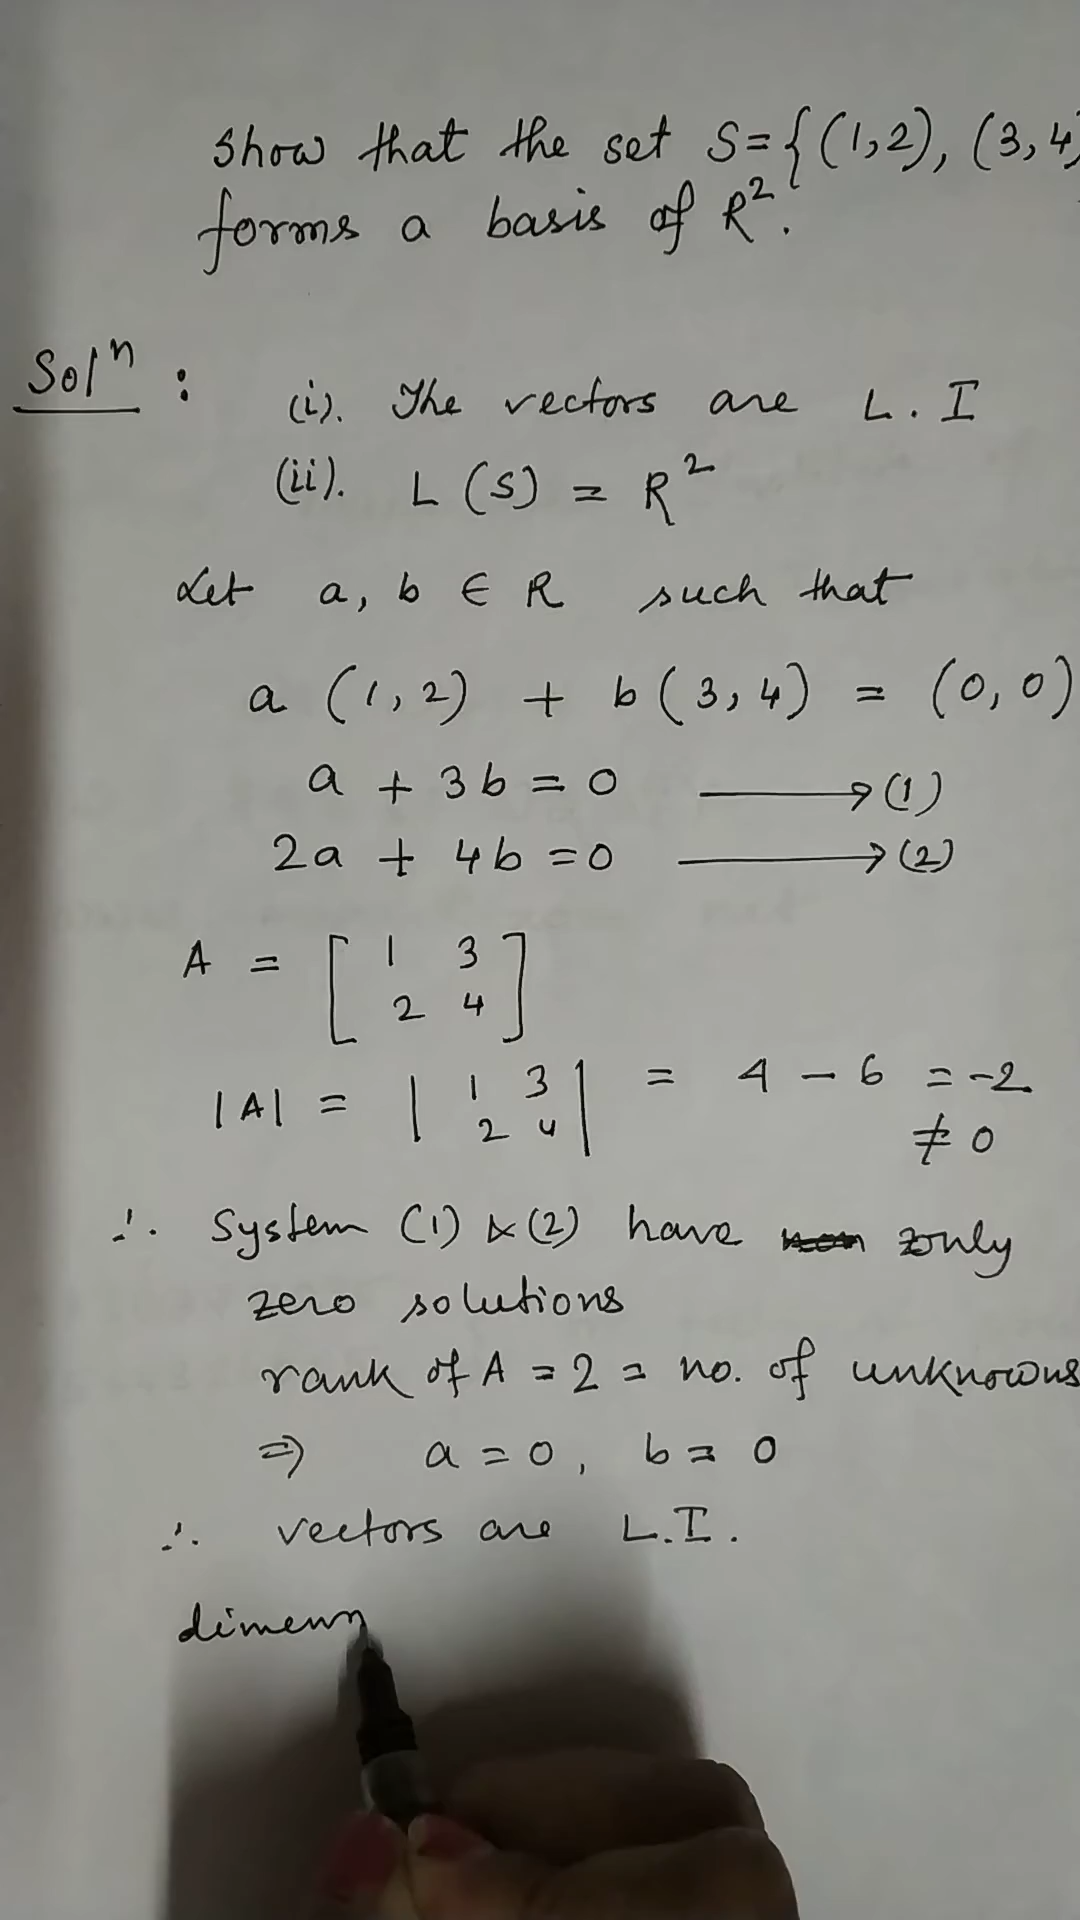 show that the set S={(1,2), (3,4)
forms a basis of R².
Solⁿ :
(i). The vectors are L.I
(ii). L(S) = R²
Let a, b ∈ R such that
a (1,2) + b (3,4) = (0,0)
a + 3b = 0 ⟶ (1)
2a + 4b = 0 ⟶ (2)
A = [ 1 3
2 4 ]
|A| = | 1 3 | = 4 - 6 = -2
2 4 ≠ 0
∴ System (1) & (2) have only
zero solutions
rank of A = 2 = no. of unknowns
⇒ a = 0, b = 0
∴ vectors are L.I.
dimen